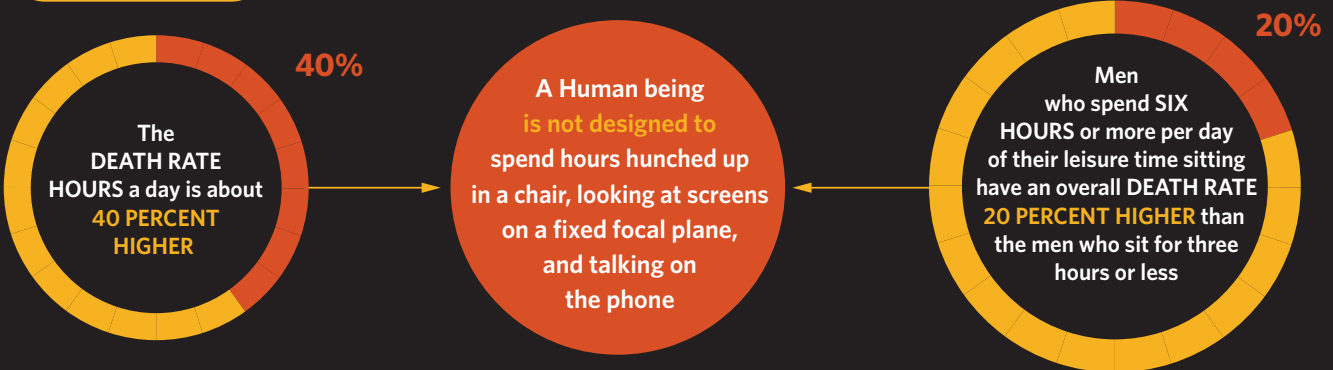 40%
The
DEATH RATE
HOURS a day is about
40 PERCENT
HIGHER
A Human being
is not designed to
spend hours hunched up
in a chair, looking at screens
on a fixed focal plane,
and talking on
the phone
20%
Men
who spend SIX
HOURS or more per day
of their leisure time sitting
have an overall DEATH RATE
20 PERCENT HIGHER than
the men who sit for three
hours or less